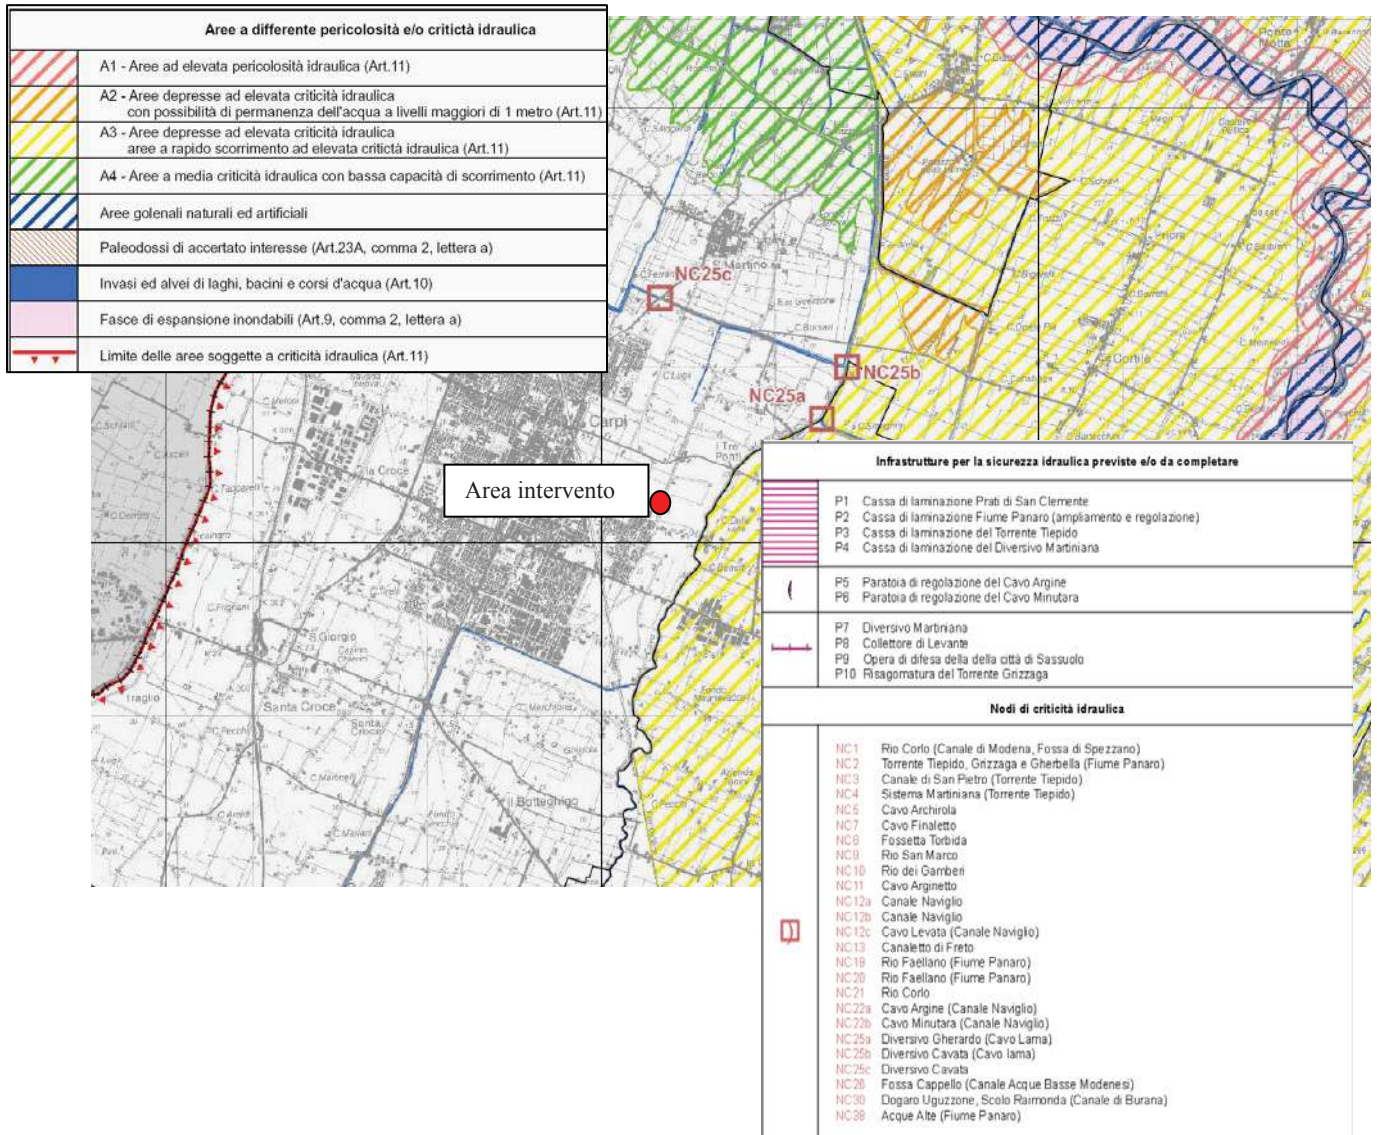 Aree a differente pericolosità e/o critictà idraulica
A1 - Aree ad elevata pericolosità idraulica (Art.11)
A2 - Aree depresse ad elevata criticità idraulica
con possibilità di permanenza dell'acqua a livelli maggiori di 1 metro (Art.11)
A3 - Aree depresse ad elevata criticità idraulica
aree a rapido scorrimento ad elevata criticità idraulica (Art.11)
A4 - Aree a media criticità idraulica con bassa capacità di scorrimento (Art.11)
Aree golenali naturali ed artificiali
Paleodossi di accertato interesse (Art.23A, comma 2, lettera a)
Invasi ed alvei di laghi, bacini e corsi d'acqua (Art.10)
Fasce di espansione inondabili (Art.9, comma 2, lettera a)
Limite delle aree soggette a criticità idraulica (Art.11)
Ponte Motta
S.Martino
NC25c
NC25b
NC25a
Cortile
Carpi
I Tre Ponti
la Croce
Area intervento
S.Giorgio
Santa Croce
Santa Croce
il Bottegnigo
Infrastrutture per la sicurezza idraulica previste e/o da completare
P1 Cassa di laminazione Prati di San Clemente
P2 Cassa di laminazione Fiume Panaro (ampliamento e regolazione)
P3 Cassa di laminazione del Torrente Tiepido
P4 Cassa di laminazione del Diversivo Martiniana
P5 Paratoia di regolazione del Cavo Argine
P6 Paratoia di regolazione del Cavo Minutara
P7 Diversivo Martiniana
P8 Collettore di Levante
P9 Opera di difesa della della città di Sassuolo
P10 Risagomatura del Torrente Grizzaga
Nodi di criticità idraulica
NC1 Rio Corlo (Canale di Modena, Fossa di Spezzano)
NC2 Torrente Tiepido, Grizzaga e Gherbella (Fiume Panaro)
NC3 Canale di San Pietro (Torrente Tiepido)
NC4 Sistema Martiniana (Torrente Tiepido)
NC5 Cavo Archirola
NC7 Cavo Finaletto
NC8 Fossetta Torbida
NC9 Rio San Marco
NC10 Rio dei Gamberi
NC11 Cavo Arginetto
NC12a Canale Naviglio
NC12b Canale Naviglio
NC12c Cavo Levata (Canale Naviglio)
NC13 Canaletto di Freto
NC19 Rio Faellano (Fiume Panaro)
NC20 Rio Faellano (Fiume Panaro)
NC21 Rio Corlo
NC22a Cavo Argine (Canale Naviglio)
NC22b Cavo Minutara (Canale Naviglio)
NC25a Diversivo Gherardo (Cavo Lama)
NC25b Diversivo Cavata (Cavo lama)
NC25c Diversivo Cavata
NC26 Fossa Cappello (Canale Acque Basse Modenesi)
NC30 Dogaro Uguzzone, Scolo Raimonda (Canale di Burana)
NC38 Acque Alte (Fiume Panaro)